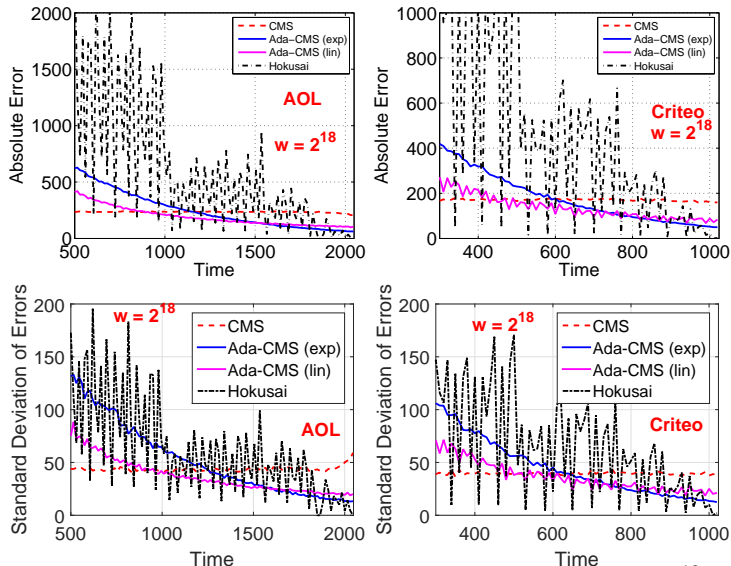 2000
1500
1000
500
0
Absolute Error
CMS
Ada-CMS (exp)
Ada-CMS (lin)
Hokusai
AOL
w = 2^18
500 1000 1500 2000
Time
1000
800
600
400
200
0
Absolute Error
CMS
Ada-CMS (exp)
Ada-CMS (lin)
Hokusai
Criteo
w = 2^18
400 600 800 1000
Time
200
150
100
50
0
Standard Deviation of Errors
w = 2^18
CMS
Ada-CMS (exp)
Ada-CMS (lin)
Hokusai
AOL
500 1000 1500 2000
Time
200
150
100
50
0
Standard Deviation of Errors
w = 2^18
CMS
Ada-CMS (exp)
Ada-CMS (lin)
Hokusai
Criteo
400 600 800 1000
Time